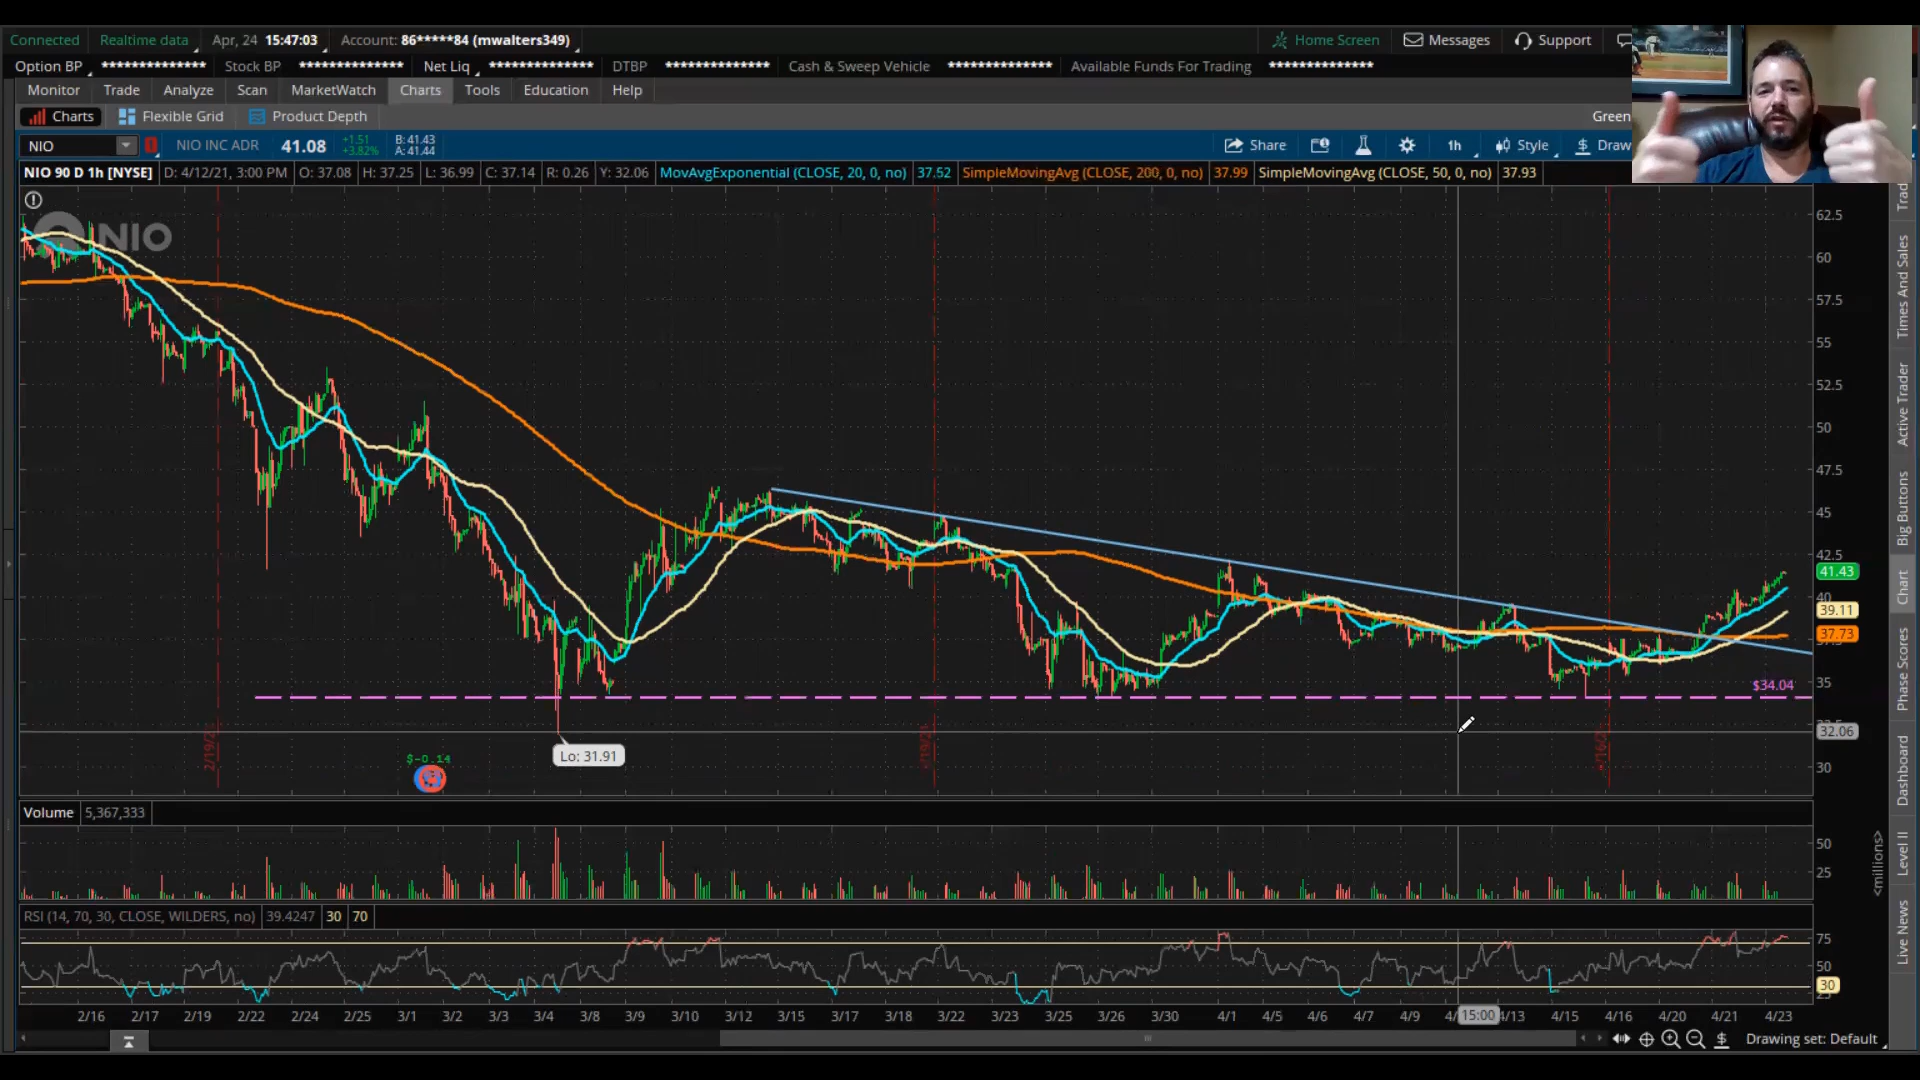 Connected Realtime data Apr, 24 15:47:03 Account: 86*****84 (mwalters349) Home Screen Messages Support
Option BP ************** Stock BP ************** Net Liq ************** DTBP ************** Cash & Sweep Vehicle ************** Available Funds For Trading **************
Monitor Trade Analyze Scan MarketWatch Charts Tools Education Help
Charts Flexible Grid Product Depth Green
NIO NIO INC ADR 41.08 +1.51 +3.82% B: 41.43 A: 41.44 Share 1h Style Draw
NIO 90 D 1h [NYSE] D: 4/12/21, 3:00 PM O: 37.08 H: 37.25 L: 36.99 C: 37.14 R: 0.26 Y: 32.06 MovAvgExponential (CLOSE, 20, 0, no) 37.52 SimpleMovingAvg (CLOSE, 200, 0, no) 37.99 SimpleMovingAvg (CLOSE, 50, 0, no) 37.93
NIO
62.5
60
57.5
55
52.5
50
47.5
45
42.5
41.43
40
39.11
37.73
$34.04
35
32.06
30
Lo: 31.91
$-0.14
Volume 5,367,333
50
25
<millions>
RSI (14, 70, 30, CLOSE, WILDERS, no) 39.4247 30 70
75
50
30
2/16 2/17 2/19 2/22 2/24 2/25 3/1 3/2 3/3 3/4 3/8 3/9 3/10 3/12 3/15 3/17 3/18 3/22 3/23 3/25 3/26 3/30 4/1 4/5 4/6 4/7 4/9 15:00 4/13 4/15 4/16 4/20 4/21 4/23
Drawing set: Default
Times And Sales
Active Trader
Big Buttons
Chart
Phase Scores
Dashboard
Level II
Live News